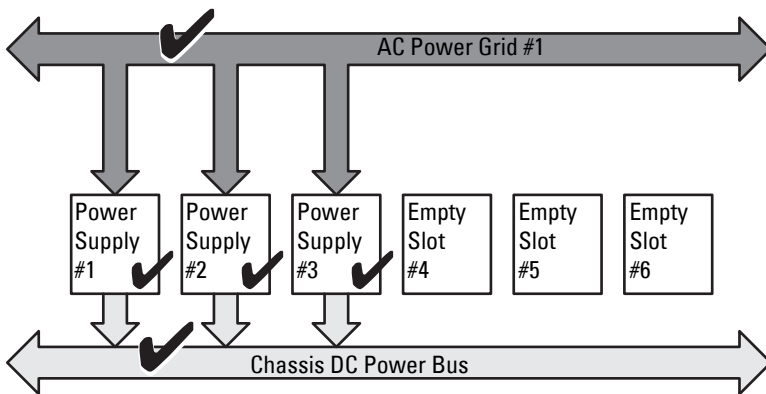 AC Power Grid #1
Power
Supply
#1
Power
Supply
#2
Power
Supply
#3
Empty
Slot
#4
Empty
Slot
#5
Empty
Slot
#6
Chassis DC Power Bus